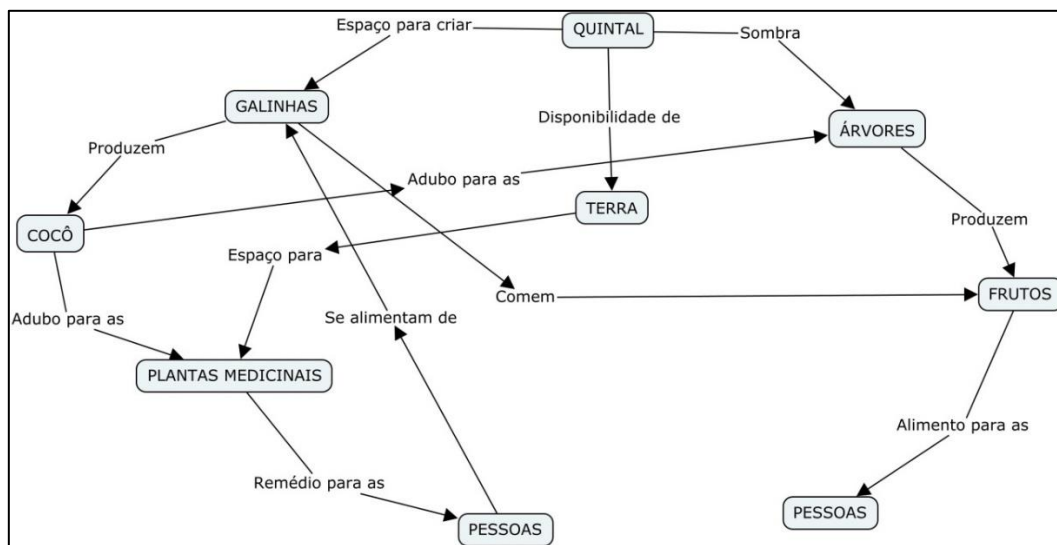 Espaço para criar
QUINTAL
Sombra
GALINHAS
Disponibilidade de
ÁRVORES
Produzem
Adubo para as
TERRA
COCÔ
Produzem
Espaço para
Comem
FRUTOS
Adubo para as
Se alimentam de
PLANTAS MEDICINAIS
Alimento para as
Remédio para as
PESSOAS
PESSOAS